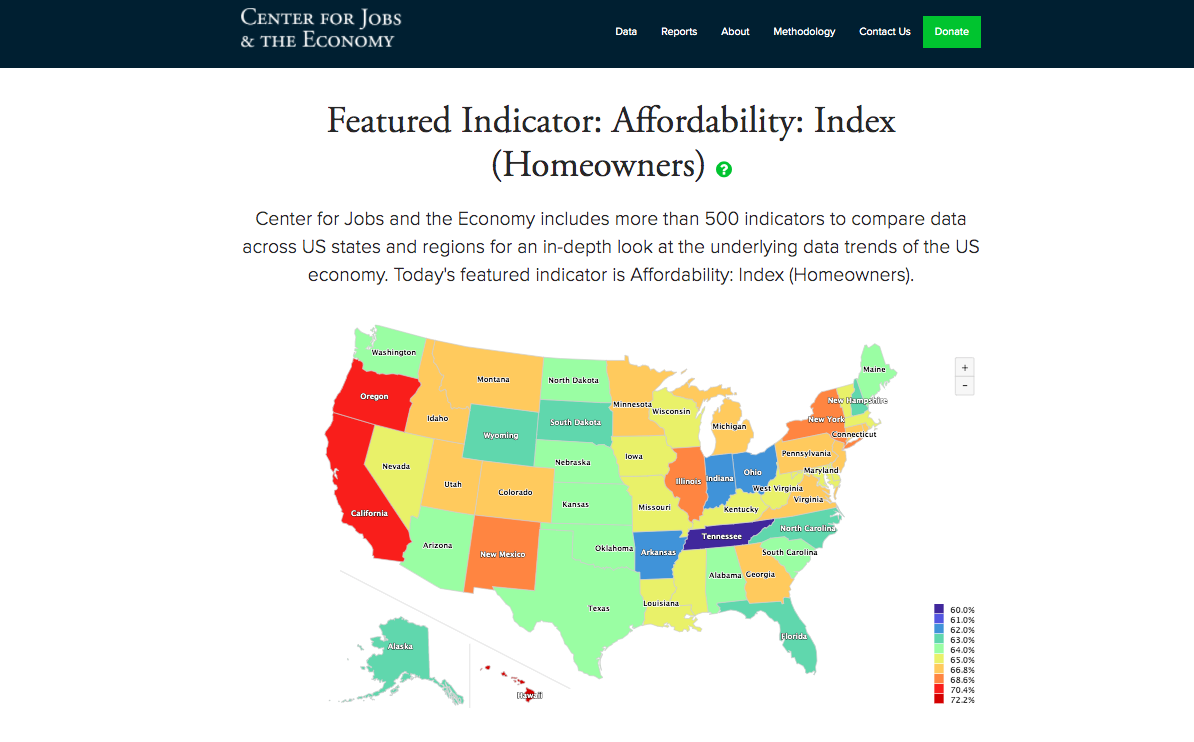 CENTER FOR JOBS
& THE ECONOMY
Data
Reports
About
Methodology
Contact Us
Donate
Featured Indicator: Affordability: Index
(Homeowners) ?
Center for Jobs and the Economy includes more than 500 indicators to compare data
across US states and regions for an in-depth look at the underlying data trends of the US
economy. Today's featured indicator is Affordability: Index (Homeowners).
+
-
Washington
Montana
North Dakota
Minnesota
Wisconsin
Michigan
Maine
New Hampshire
New York
Connecticut
Oregon
Idaho
Wyoming
South Dakota
Iowa
Nebraska
Illinois
Indiana
Ohio
Pennsylvania
Maryland
West Virginia
Virginia
Nevada
Utah
Colorado
Kansas
Missouri
Kentucky
California
Arizona
New Mexico
Oklahoma
Arkansas
Tennessee
North Carolina
South Carolina
Texas
Louisiana
Alabama
Georgia
Florida
Alaska
Hawaii
60.0%
61.0%
62.0%
63.0%
64.0%
65.0%
66.8%
68.6%
70.4%
72.2%